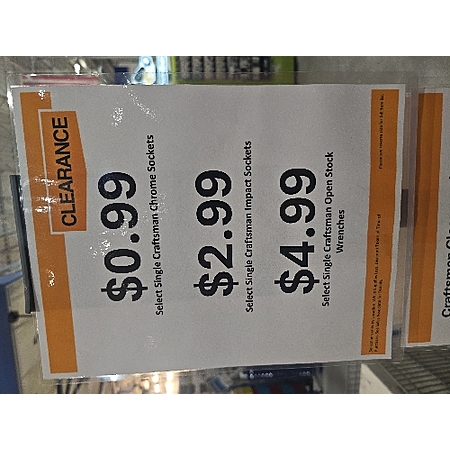 CLEARANCE
$0.99
Select Single Craftsman Chrome Sockets
$2.99
Select Single Craftsman Impact Sockets
$4.99
Select Single Craftsman Open Stock
Wrenches
Craftsman